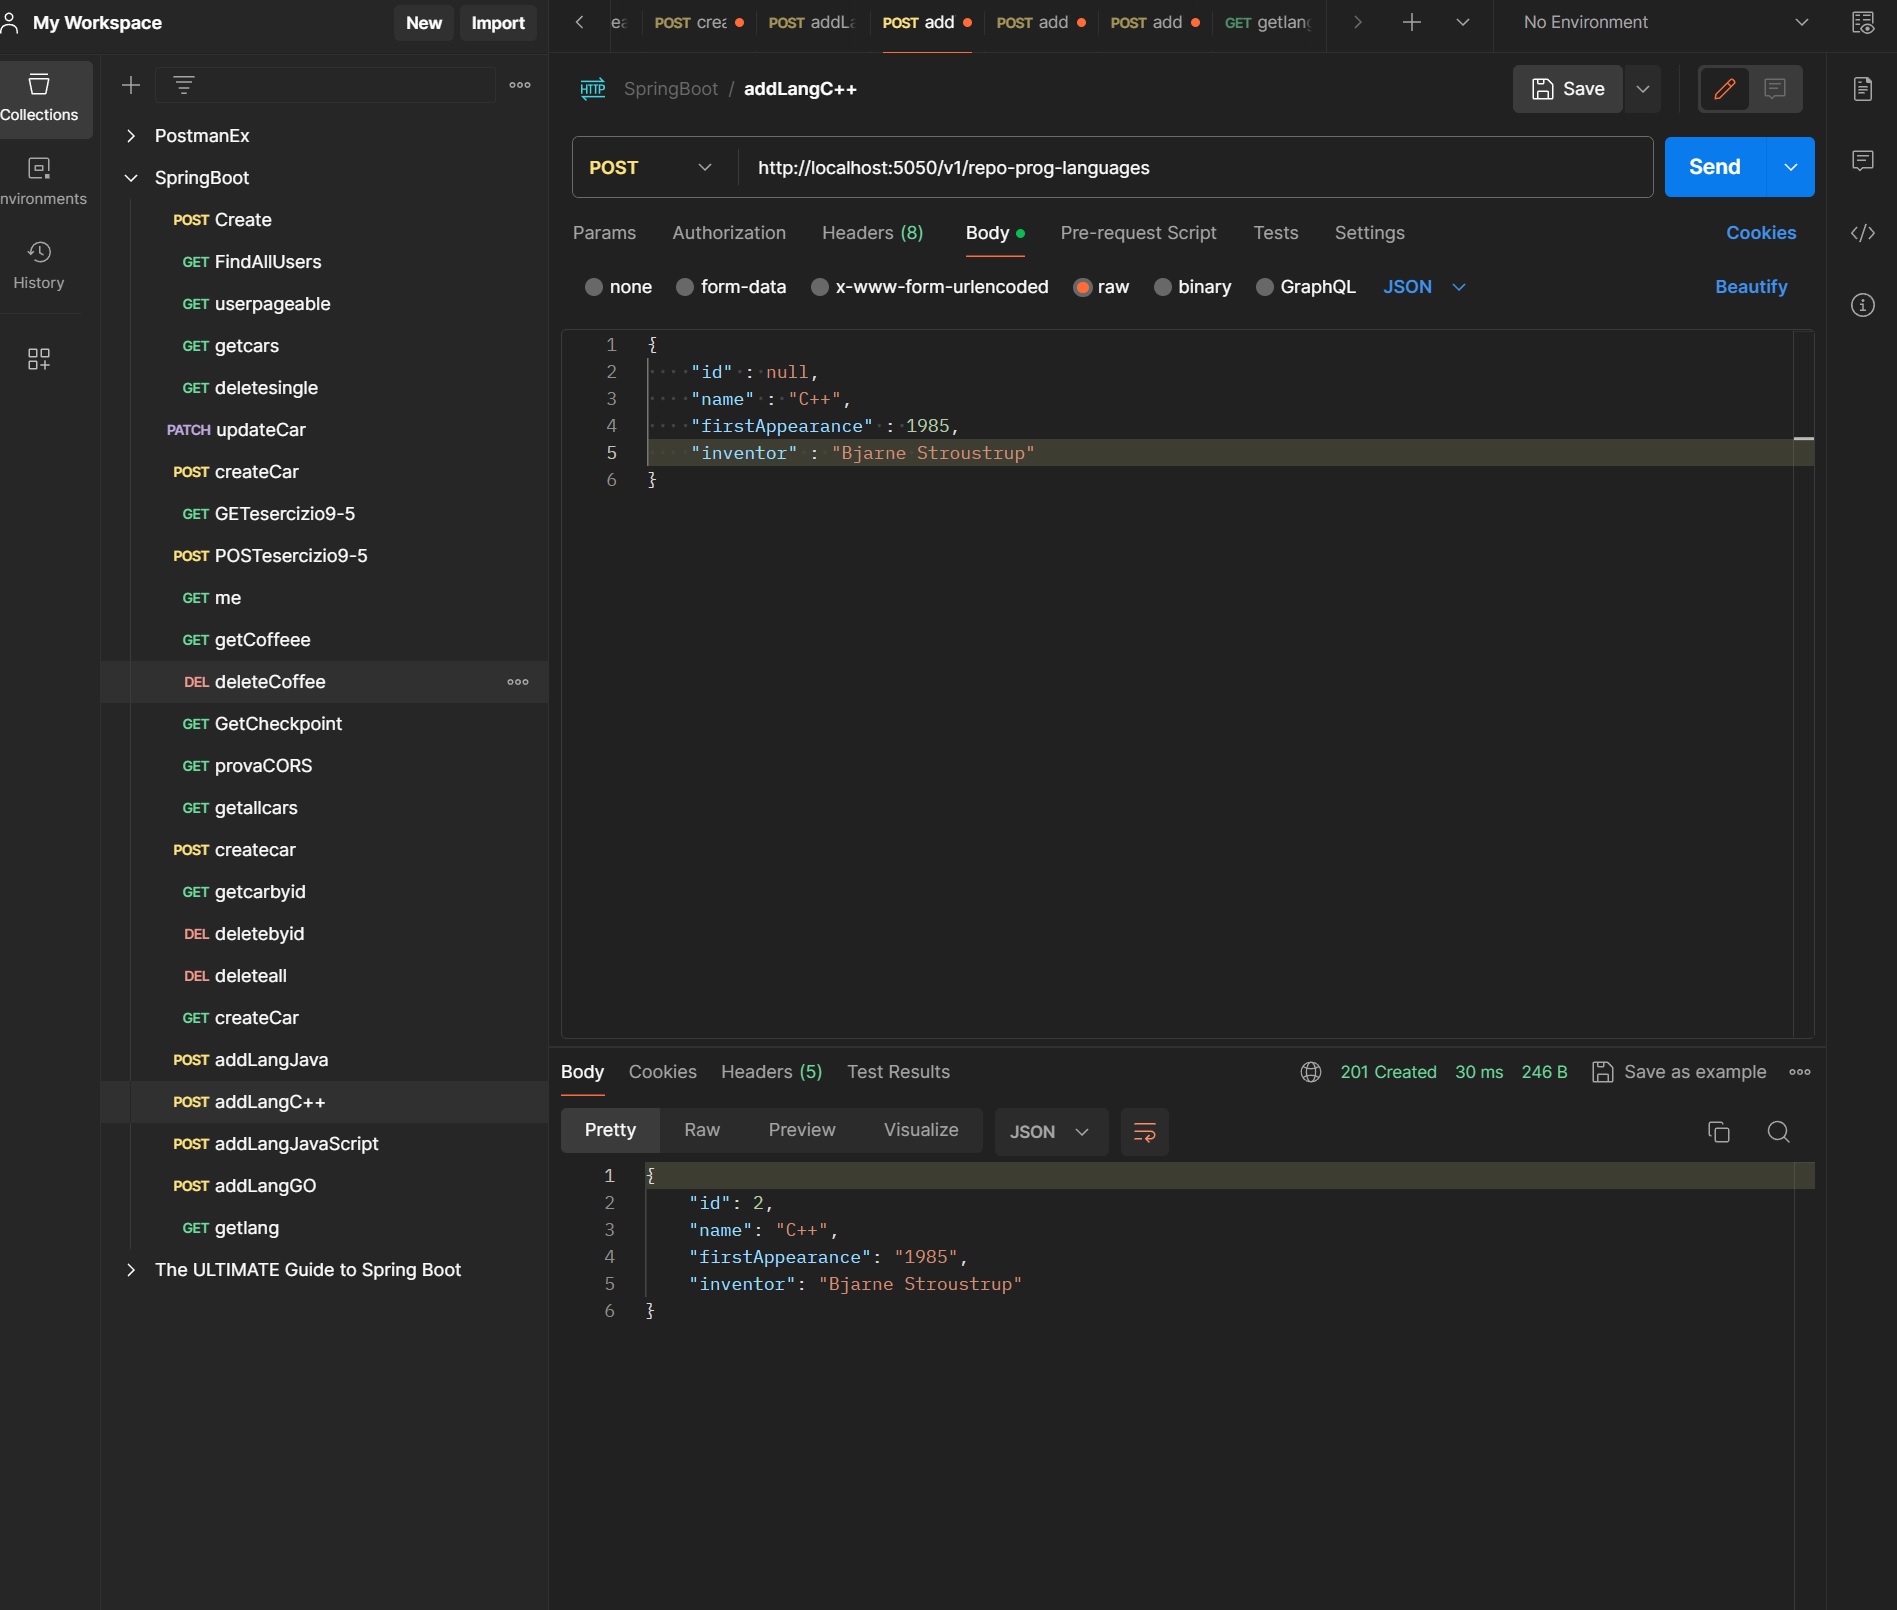 My Workspace
New
Import
POST crea
POST addLa
POST add
POST add
POST add
GET getlang
No Environment
Collections
nvironments
History
PostmanEx
SpringBoot
POST Create
GET FindAllUsers
GET userpageable
GET getcars
GET deletesingle
PATCH updateCar
POST createCar
GET GETesercizio9-5
POST POSTesercizio9-5
GET me
GET getCoffeee
DEL deleteCoffee
GET GetCheckpoint
GET provaCORS
GET getallcars
POST createcar
GET getcarbyid
DEL deletebyid
DEL deleteall
GET createCar
POST addLangJava
POST addLangC++
POST addLangJavaScript
POST addLangGO
GET getlang
The ULTIMATE Guide to Spring Boot
HTTP SpringBoot / addLangC++
Save
POST
http://localhost:5050/v1/repo-prog-languages
Send
Params Authorization Headers (8) Body Pre-request Script Tests Settings Cookies
none form-data x-www-form-urlencoded raw binary GraphQL JSON Beautify
1 {
2 "id" : null,
3 "name" : "C++",
4 "firstAppearance" : 1985,
5 "inventor" : "Bjarne Stroustrup"
6 }
Body Cookies Headers (5) Test Results 201 Created 30 ms 246 B Save as example
Pretty Raw Preview Visualize JSON
1 {
2 "id": 2,
3 "name": "C++",
4 "firstAppearance": "1985",
5 "inventor": "Bjarne Stroustrup"
6 }